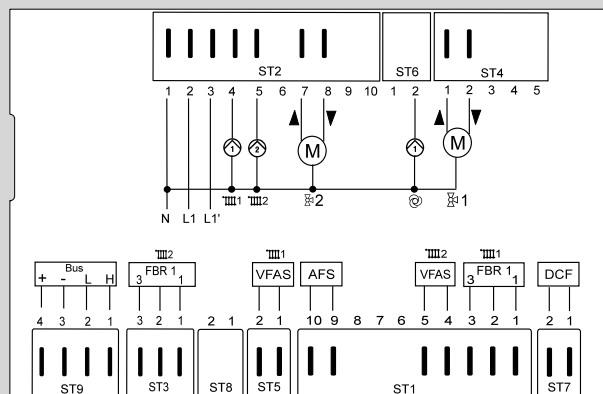 ST2 ST6 ST4
1 2 3 4 5 6 7 8 9 10 1 2 1 2 3 4 5
M M
1 2 1
N L1 L1' 1 2 2 1
2 1 2 1
Bus FBR 1 VFAS AFS VFAS FBR 1 DCF
+ - L H 3 1 3 1
4 3 2 1 3 2 1 2 1 2 1 10 9 8 7 6 5 4 3 2 1 2 1
ST9 ST3 ST8 ST5 ST1 ST7